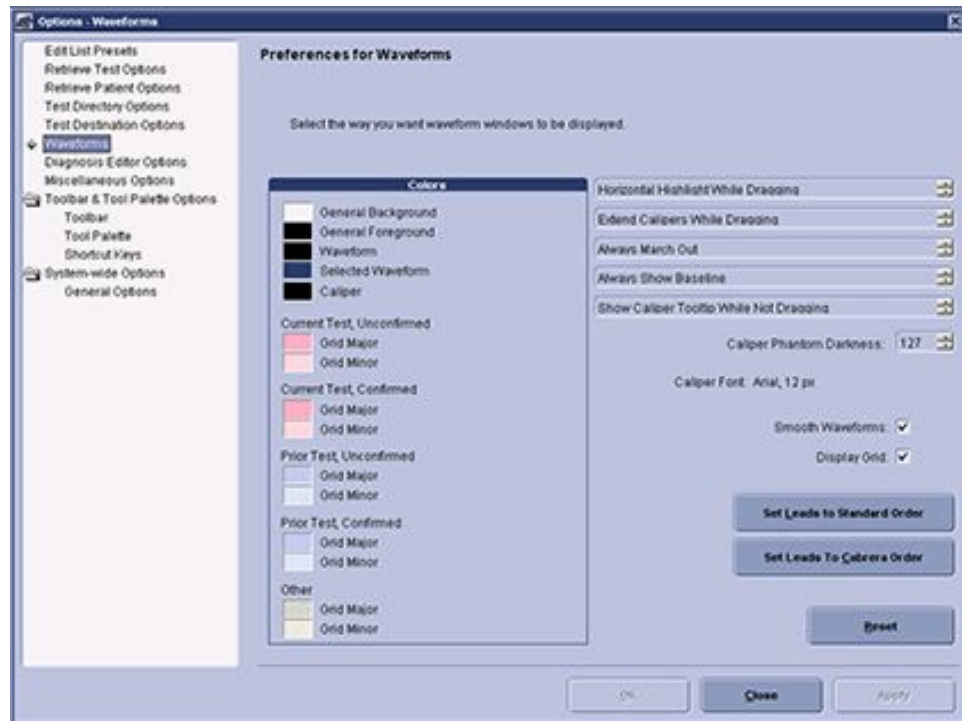 Options - Waveforms
Edit List Presets
Retrieve Test Options
Retrieve Patient Options
Test Directory Options
Test Destination Options
Waveforms
Diagnosis Editor Options
Miscellaneous Options
Toolbar & Tool Palette Options
Toolbar
Tool Palette
Shortcut Keys
System-wide Options
General Options
Preferences for Waveforms
Select the way you want waveform windows to be displayed.
Colors
General Background
General Foreground
Waveform
Selected Waveform
Caliper
Current Test, Unconfirmed
Grid Major
Grid Minor
Current Test, Confirmed
Grid Major
Grid Minor
Prior Test, Unconfirmed
Grid Major
Grid Minor
Prior Test, Confirmed
Grid Major
Grid Minor
Other
Grid Major
Grid Minor
Horizontal Highlight While Dragging
Extend Calipers While Dragging
Always March Out
Always Show Baseline
Show Caliper Tooltip While Not Dragging
Caliper Phantom Darkness: 127
Caliper Font: Arial, 12 px
Smooth Waveforms:
Display Grid:
Set Leads to Standard Order
Set Leads To Cabrera Order
Reset
OK
Close
Apply